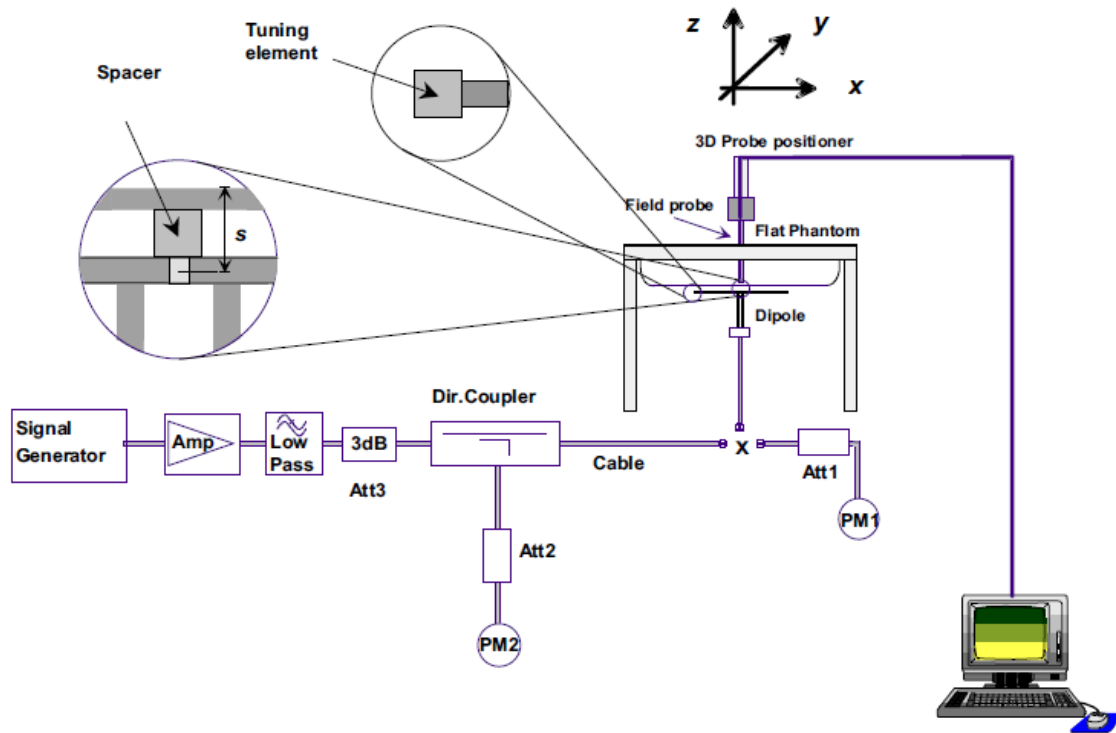 Tuning
element
Spacer
s
z
y
x
3D Probe positioner
Field probe
Flat Phantom
Dipole
Signal
Generator
Amp
Low
Pass
3dB
Att3
Dir.Coupler
Cable
X
Att1
PM1
Att2
PM2